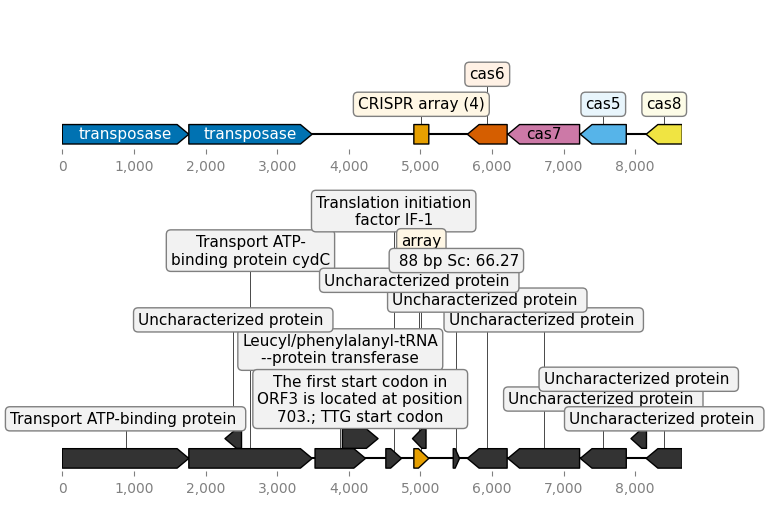 cas6
CRISPR array (4)
cas5
cas8
transposase
transposase
cas7
0
1,000
2,000
3,000
4,000
5,000
6,000
7,000
8,000
Translation initiation
factor IF-1
Transport ATP-
binding protein cydC
array
88 bp Sc: 66.27
Uncharacterized protein
Uncharacterized protein
Uncharacterized protein
Uncharacterized protein
Leucyl/phenylalanyl-tRNA
--protein transferase
The first start codon in
ORF3 is located at position
703.; TTG start codon
Uncharacterized protein
Uncharacterized protein
Transport ATP-binding protein
Uncharacterized protein
0
1,000
2,000
3,000
4,000
5,000
6,000
7,000
8,000